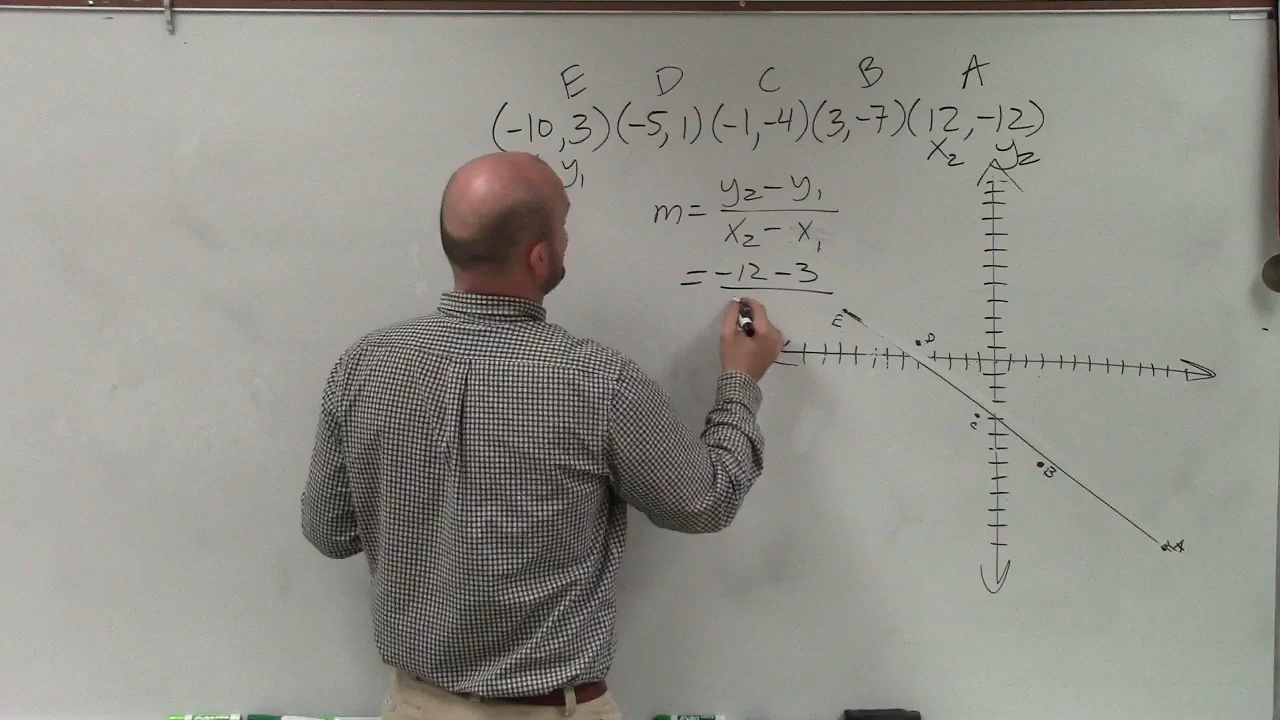 E D C B A
(-10,3)(-5,1)(-1,-4)(3,-7)(12,-12)
y₁ x₂ y₂
m= y₂-y₁
x₂-x₁
=-12-3
E
D
C
B
A